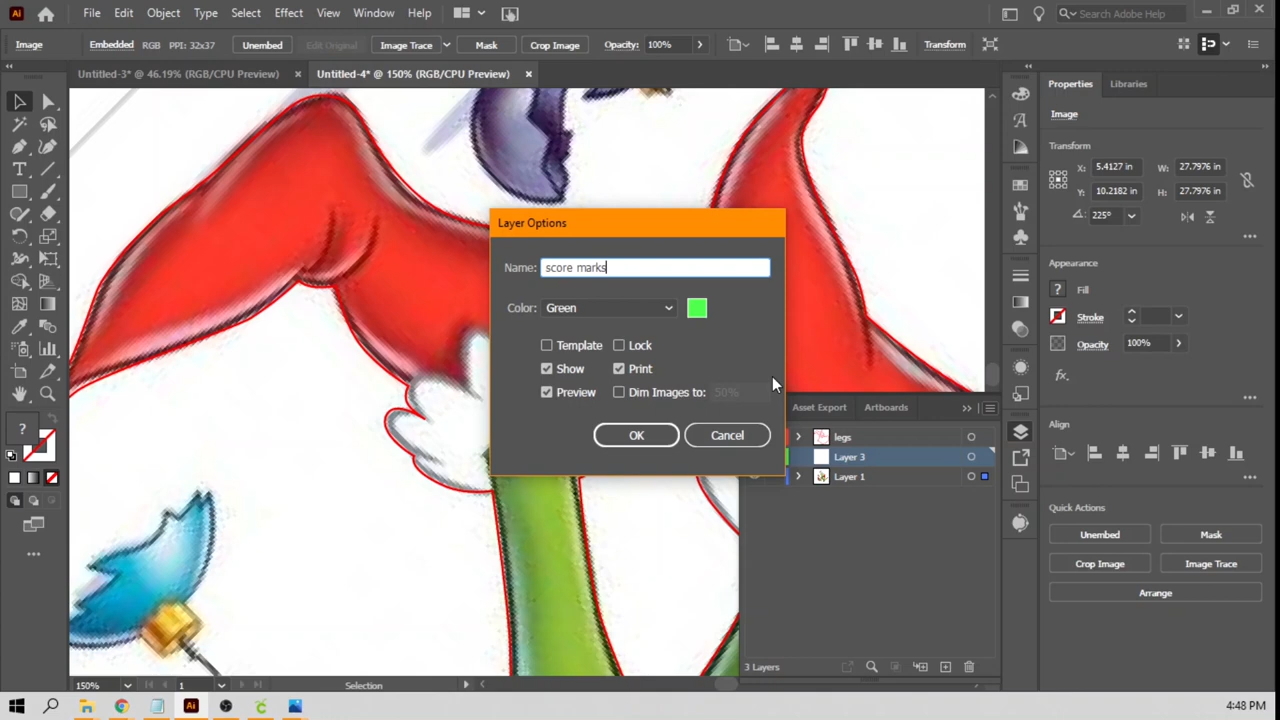 Ai File Edit Object Type Select Effect View Window Help Search Adobe Help
Image Embedded RGB PPI: 32x37 Unembed Edit Original Image Trace Mask Crop Image Opacity: 100% Transform
Untitled-3* @ 46.19% (RGB/CPU Preview) × Untitled-4* @ 150% (RGB/CPU Preview) ×
Properties Libraries
Image
Transform
X: 5.4127 in W: 27.7976 in
Y: 10.2182 in H: 27.7976 in
225°
Appearance
? Fill
Stroke
Opacity 100%
fx.
Align
Quick Actions
Unembed Mask
Crop Image Image Trace
Arrange
Layer Options
Name: score marks
Color: Green
Template Lock
Show Print
Preview Dim Images to: 50%
OK Cancel
Asset Export Artboards
legs
Layer 3
Layer 1
3 Layers
?
150% 1 Selection
Ai 4:48 PM